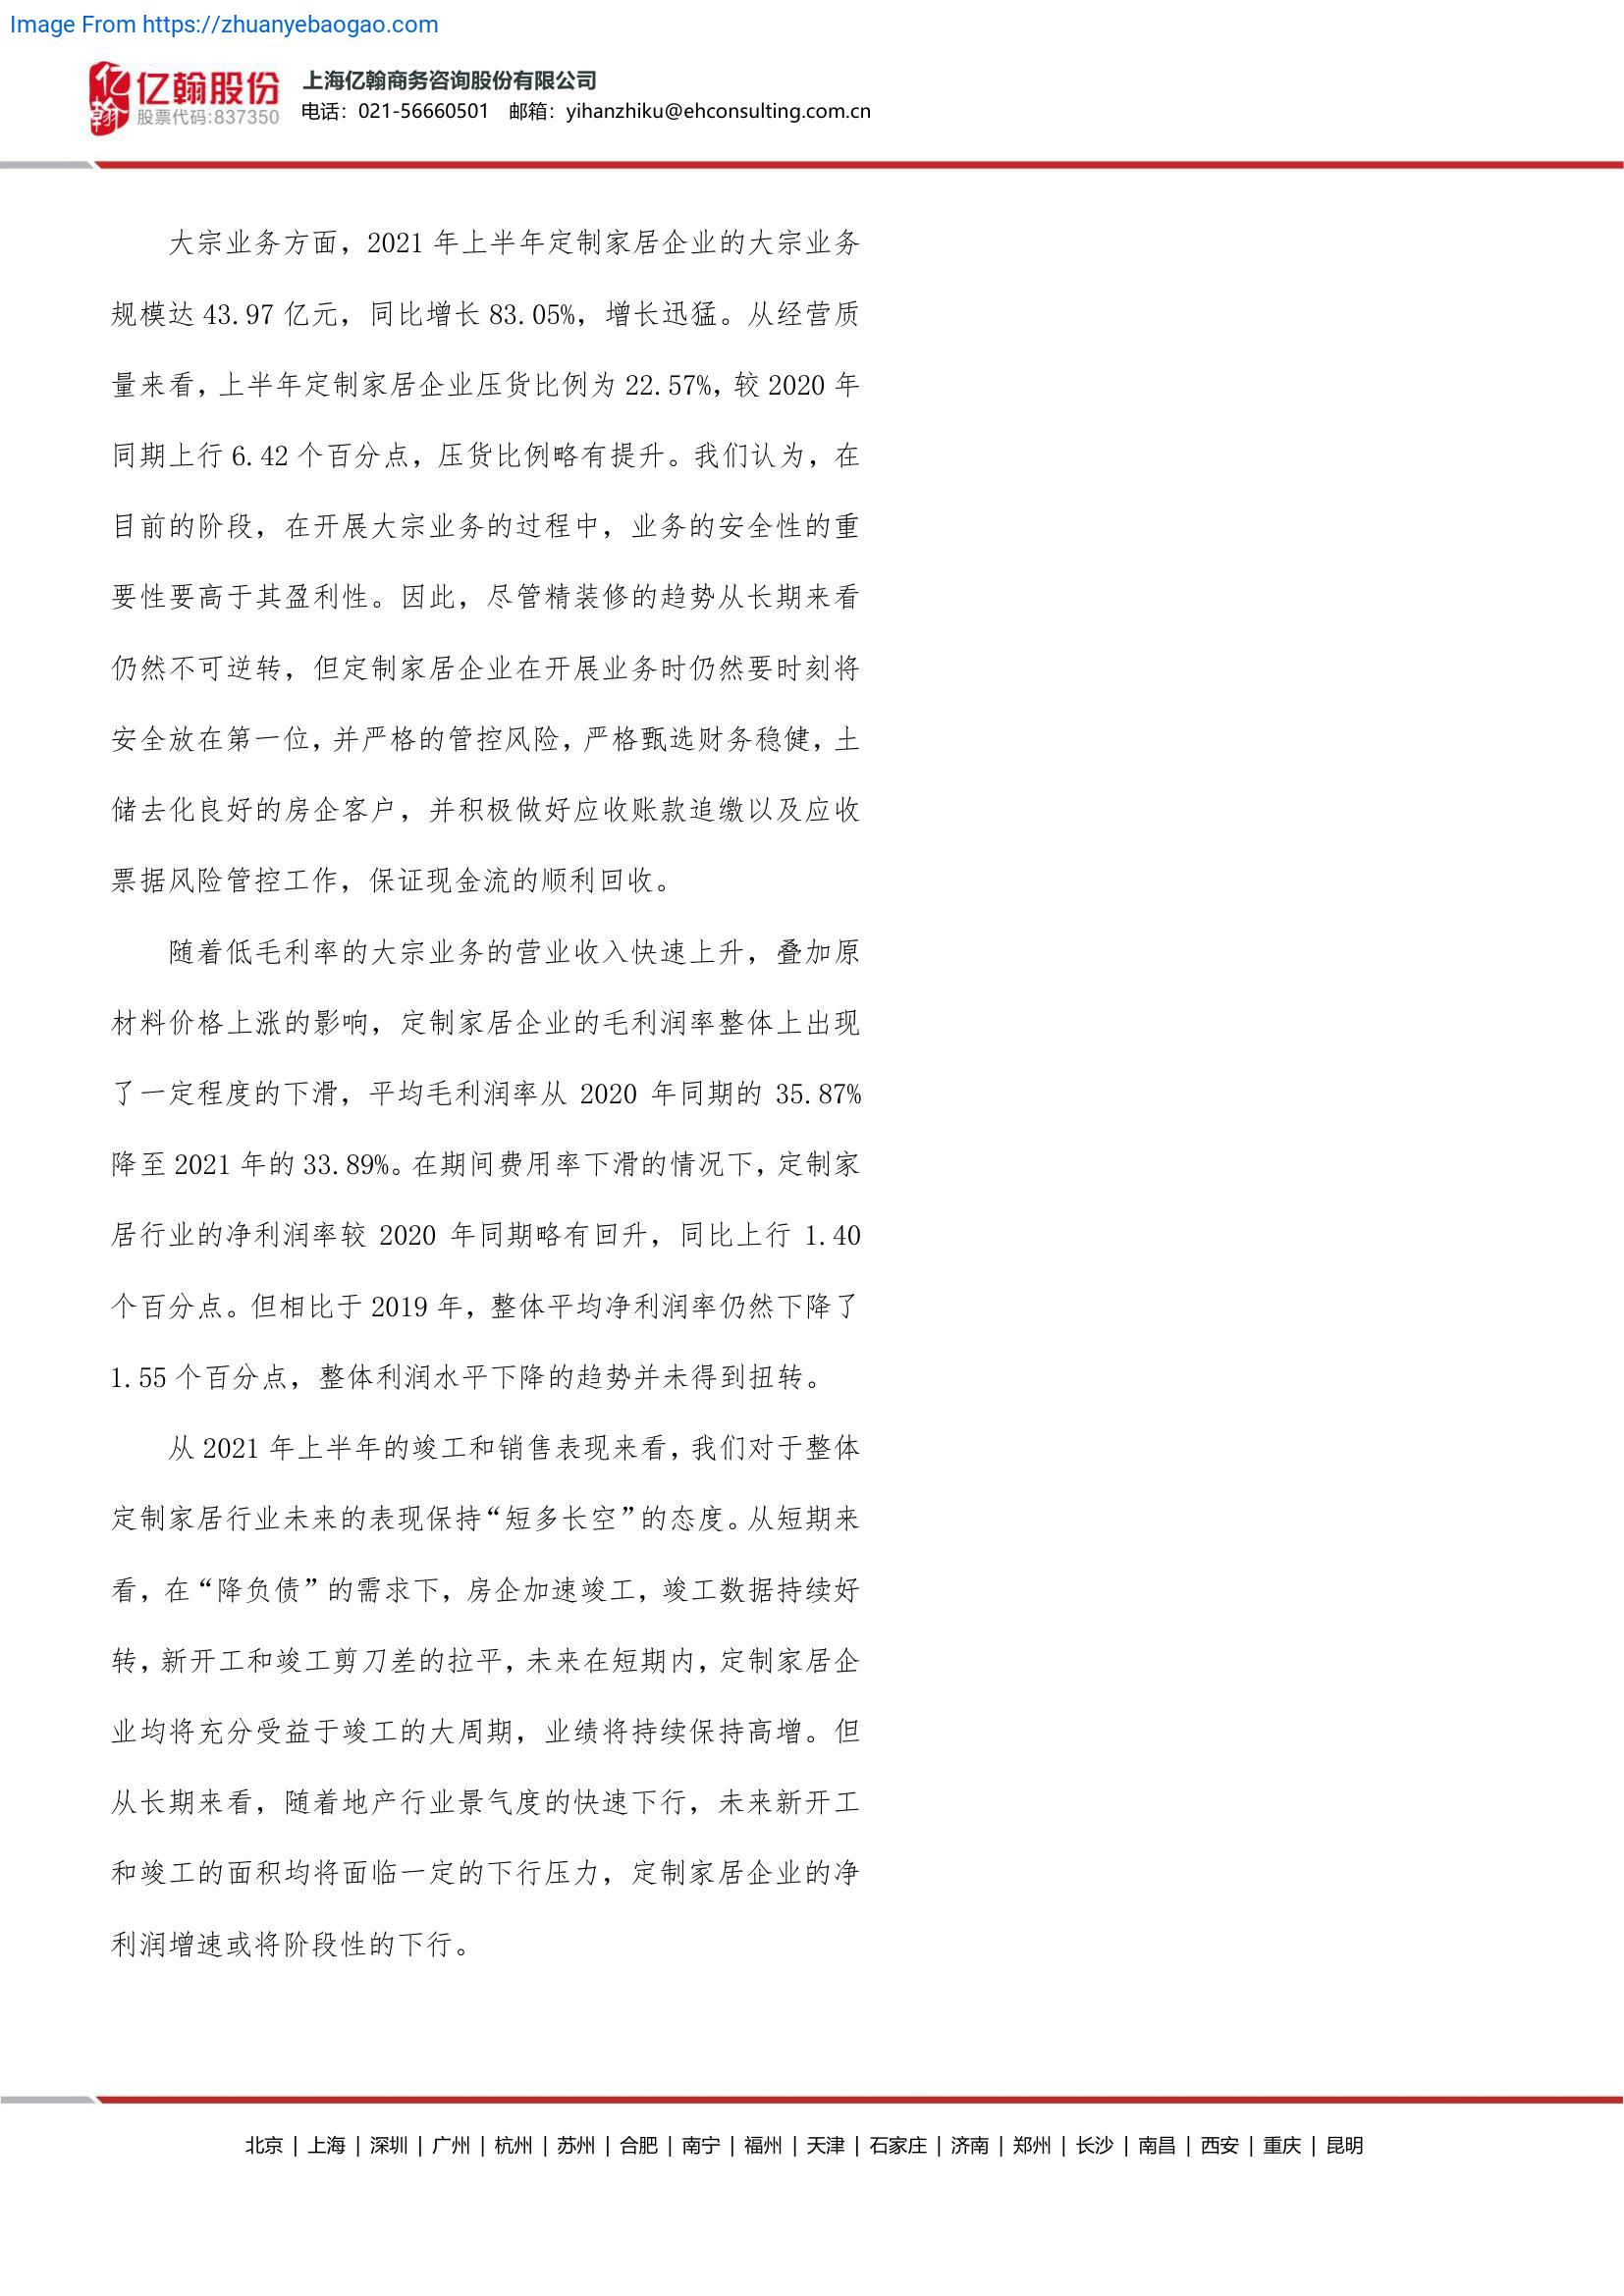 Image From https://zhuanyebaogao.com
亿翰
亿翰股份
股票代码:837350
上海亿翰商务咨询股份有限公司
电话：021-56660501 邮箱：yihanzhiku@ehconsulting.com.cn
大宗业务方面，2021 年上半年定制家居企业的大宗业务
规模达 43.97 亿元，同比增长 83.05%，增长迅猛。从经营质
量来看，上半年定制家居企业压货比例为 22.57%，较 2020 年
同期上行 6.42 个百分点，压货比例略有提升。我们认为，在
目前的阶段，在开展大宗业务的过程中，业务的安全性的重
要性要高于其盈利性。因此，尽管精装修的趋势从长期来看
仍然不可逆转，但定制家居企业在开展业务时仍然要时刻将
安全放在第一位，并严格的管控风险，严格甄选财务稳健，土
储去化良好的房企客户，并积极做好应收账款追缴以及应收
票据风险管控工作，保证现金流的顺利回收。
随着低毛利率的大宗业务的营业收入快速上升，叠加原
材料价格上涨的影响，定制家居企业的毛利润率整体上出现
了一定程度的下滑，平均毛利润率从 2020 年同期的 35.87%
降至 2021 年的 33.89%。在期间费用率下滑的情况下，定制家
居行业的净利润率较 2020 年同期略有回升，同比上行 1.40
个百分点。但相比于 2019 年，整体平均净利润率仍然下降了
1.55 个百分点，整体利润水平下降的趋势并未得到扭转。
从 2021 年上半年的竣工和销售表现来看，我们对于整体
定制家居行业未来的表现保持“短多长空”的态度。从短期来
看，在“降负债”的需求下，房企加速竣工，竣工数据持续好
转，新开工和竣工剪刀差的拉平，未来在短期内，定制家居企
业均将充分受益于竣工的大周期，业绩将持续保持高增。但
从长期来看，随着地产行业景气度的快速下行，未来新开工
和竣工的面积均将面临一定的下行压力，定制家居企业的净
利润增速或将阶段性的下行。
北京 | 上海 | 深圳 | 广州 | 杭州 | 苏州 | 合肥 | 南宁 | 福州 | 天津 | 石家庄 | 济南 | 郑州 | 长沙 | 南昌 | 西安 | 重庆 | 昆明